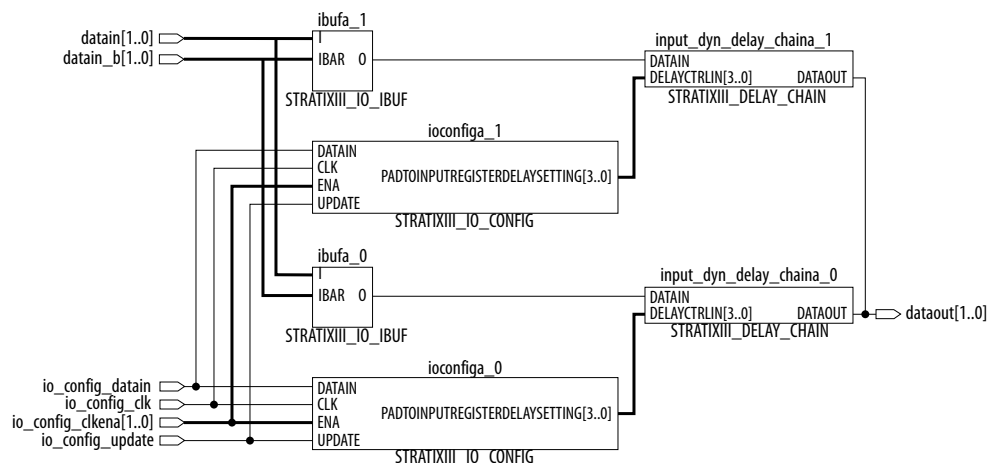 ibufa_1
datain[1..0]
datain_b[1..0]
I
IBAR O
STRATIXIII_IO_IBUF
input_dyn_delay_chaina_1
DATAIN
DELAYCTRLIN[3..0] DATAOUT
STRATIXIII_DELAY_CHAIN
ioconfiga_1
DATAIN
CLK
ENA
UPDATE
PADTOINPUTREGISTERDELAYSETTING[3..0]
STRATIXIII_IO_CONFIG
ibufa_0
I
IBAR O
STRATIXIII_IO_IBUF
input_dyn_delay_chaina_0
DATAIN
DELAYCTRLIN[3..0] DATAOUT
STRATIXIII_DELAY_CHAIN
dataout[1..0]
ioconfiga_0
io_config_datain
io_config_clk
io_config_clkena[1..0]
io_config_update
DATAIN
CLK
ENA
UPDATE
PADTOINPUTREGISTERDELAYSETTING[3..0]
STRATIXIII_IO_CONFIG